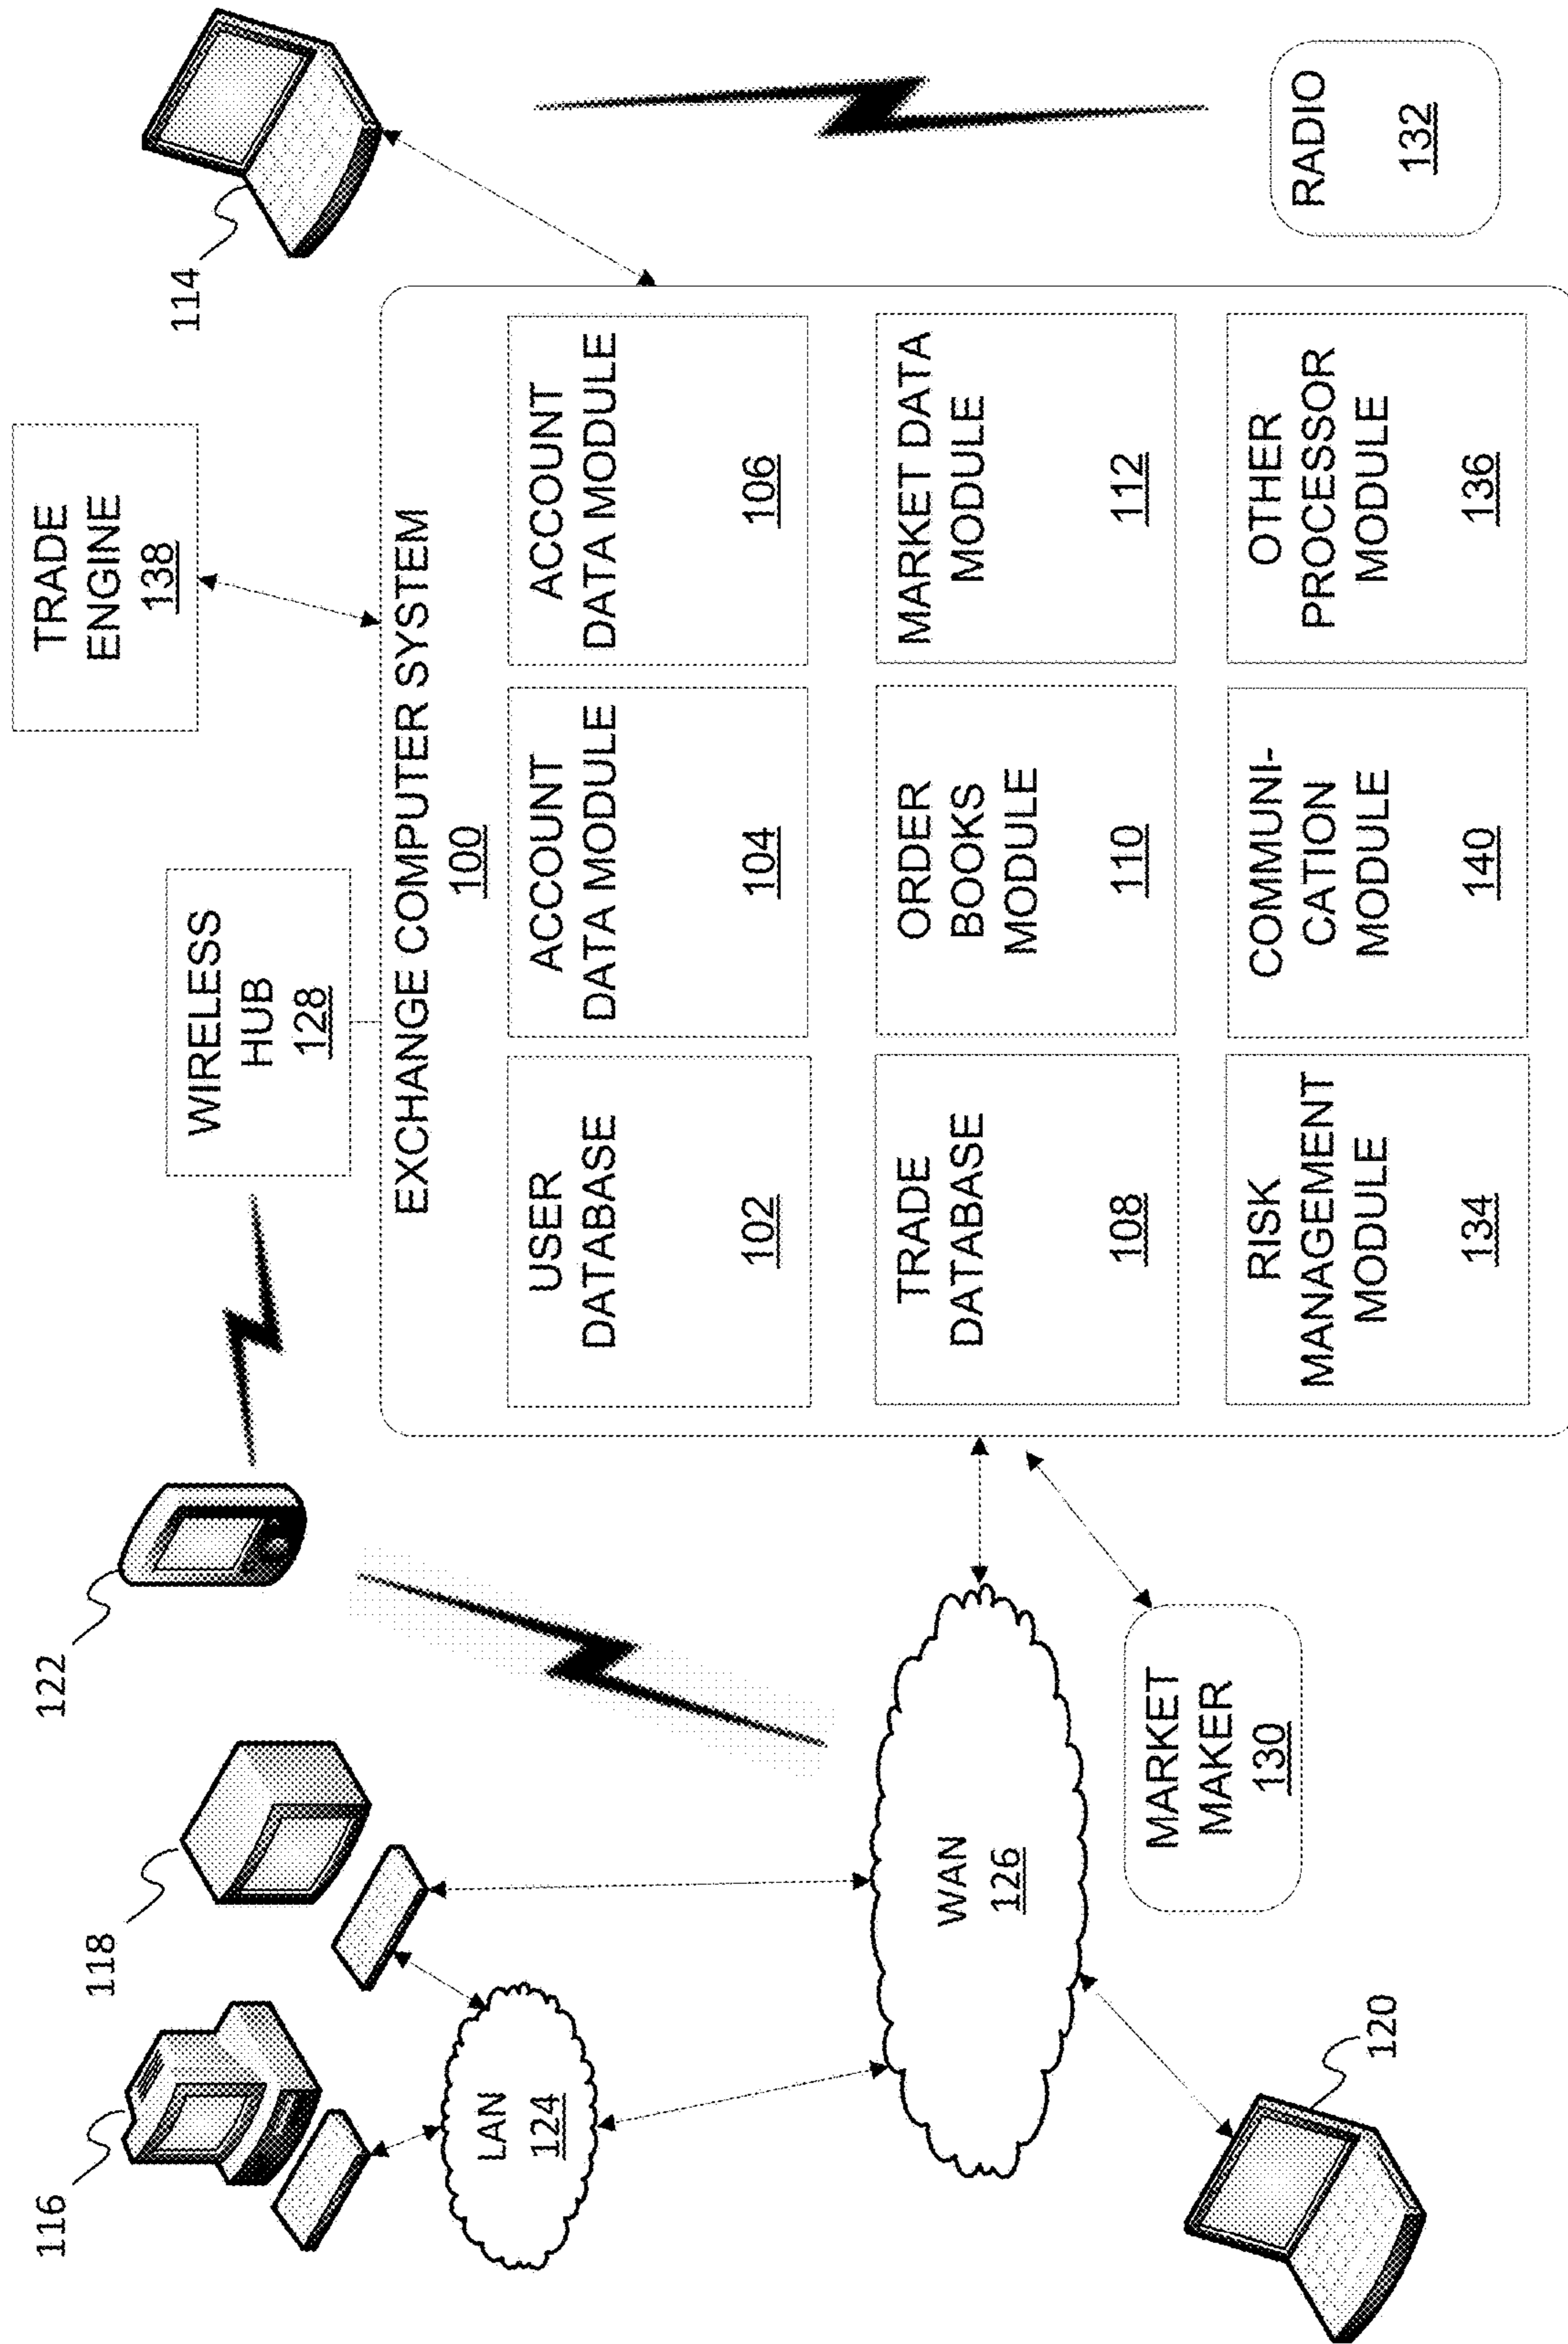 116
118
122
WIRELESS
HUB
128
TRADE
ENGINE
138
114
EXCHANGE COMPUTER SYSTEM
100
USER
DATABASE
102
ACCOUNT
DATA MODULE
104
ACCOUNT
DATA MODULE
106
LAN
124
TRADE
DATABASE
108
ORDER
BOOKS
MODULE
110
MARKET DATA
MODULE
112
WAN
126
RISK
MANAGEMENT
MODULE
134
COMMUNI-
CATION
MODULE
140
OTHER
PROCESSOR
MODULE
136
MARKET
MAKER
130
RADIO
132
120